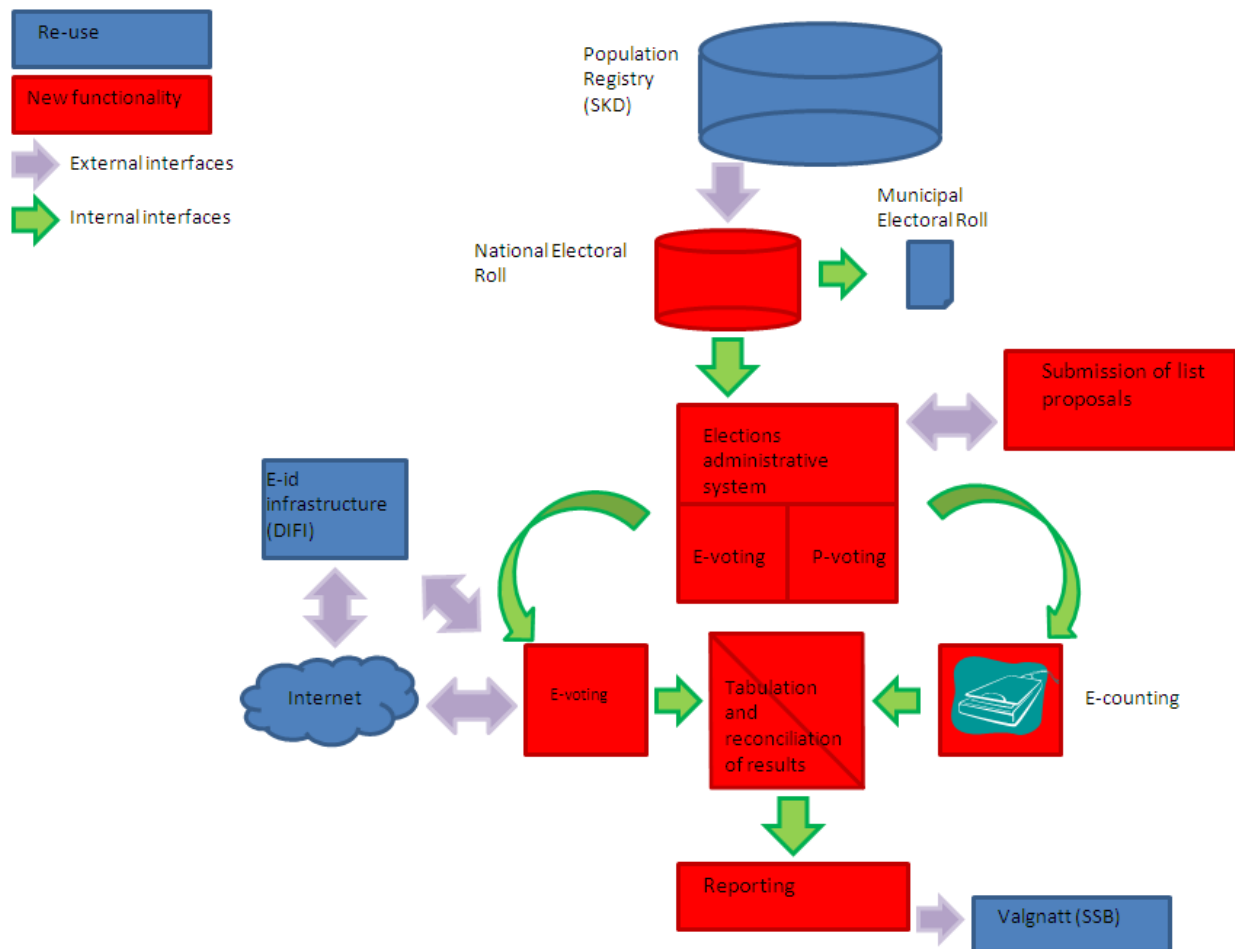 Re-use
New functionality
External interfaces
Internal interfaces
Population
Registry
(SKD)
Municipal
Electoral Roll
National Electoral
Roll
Submission of list
proposals
Elections
administrative
system
E-voting
P-voting
E-id
infrastructure
(DIFI)
Internet
E-voting
Tabulation
and
reconciliation
of results
E-counting
Reporting
Valgnatt (SSB)